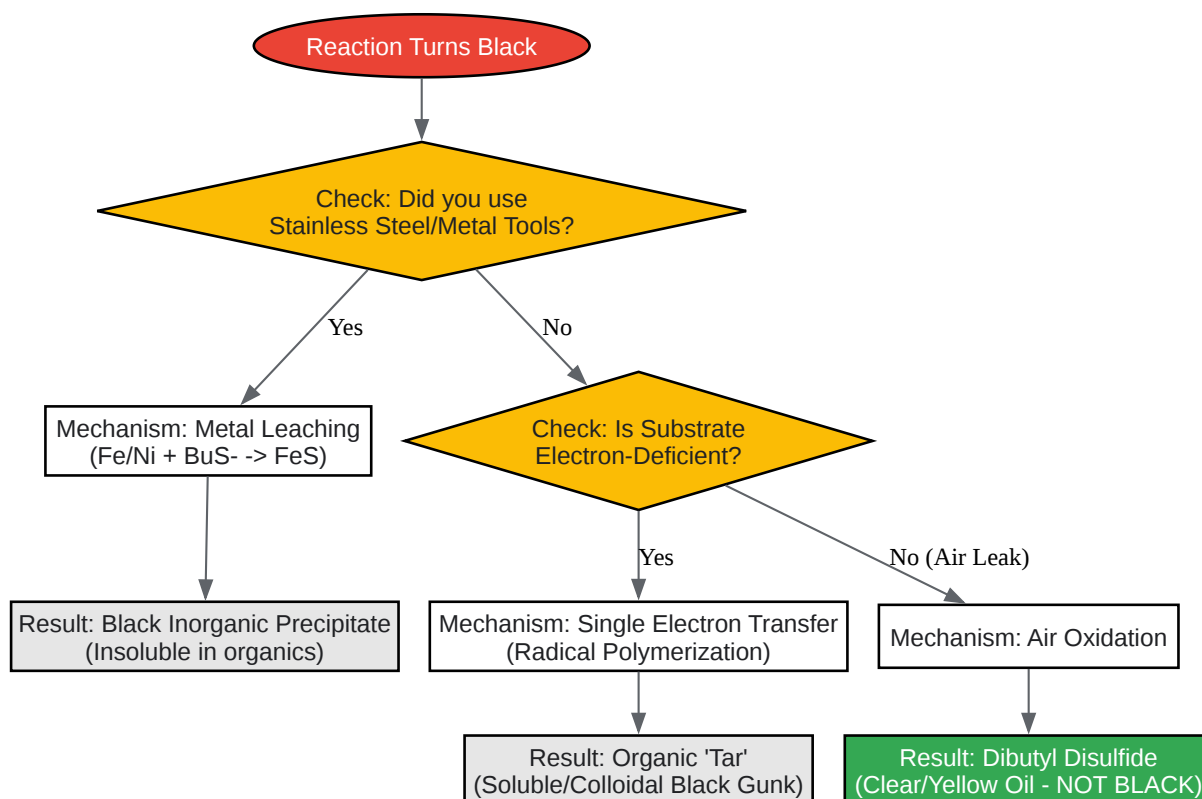 Reaction Turns Black
Check: Did you use
Stainless Steel/Metal Tools?
Yes
No
Mechanism: Metal Leaching
(Fe/Ni + BuS- -> FeS)
Check: Is Substrate
Electron-Deficient?
Yes
No (Air Leak)
Result: Black Inorganic Precipitate
(Insoluble in organics)
Mechanism: Single Electron Transfer
(Radical Polymerization)
Mechanism: Air Oxidation
Result: Organic 'Tar'
(Soluble/Colloidal Black Gunk)
Result: Dibutyl Disulfide
(Clear/Yellow Oil - NOT BLACK)